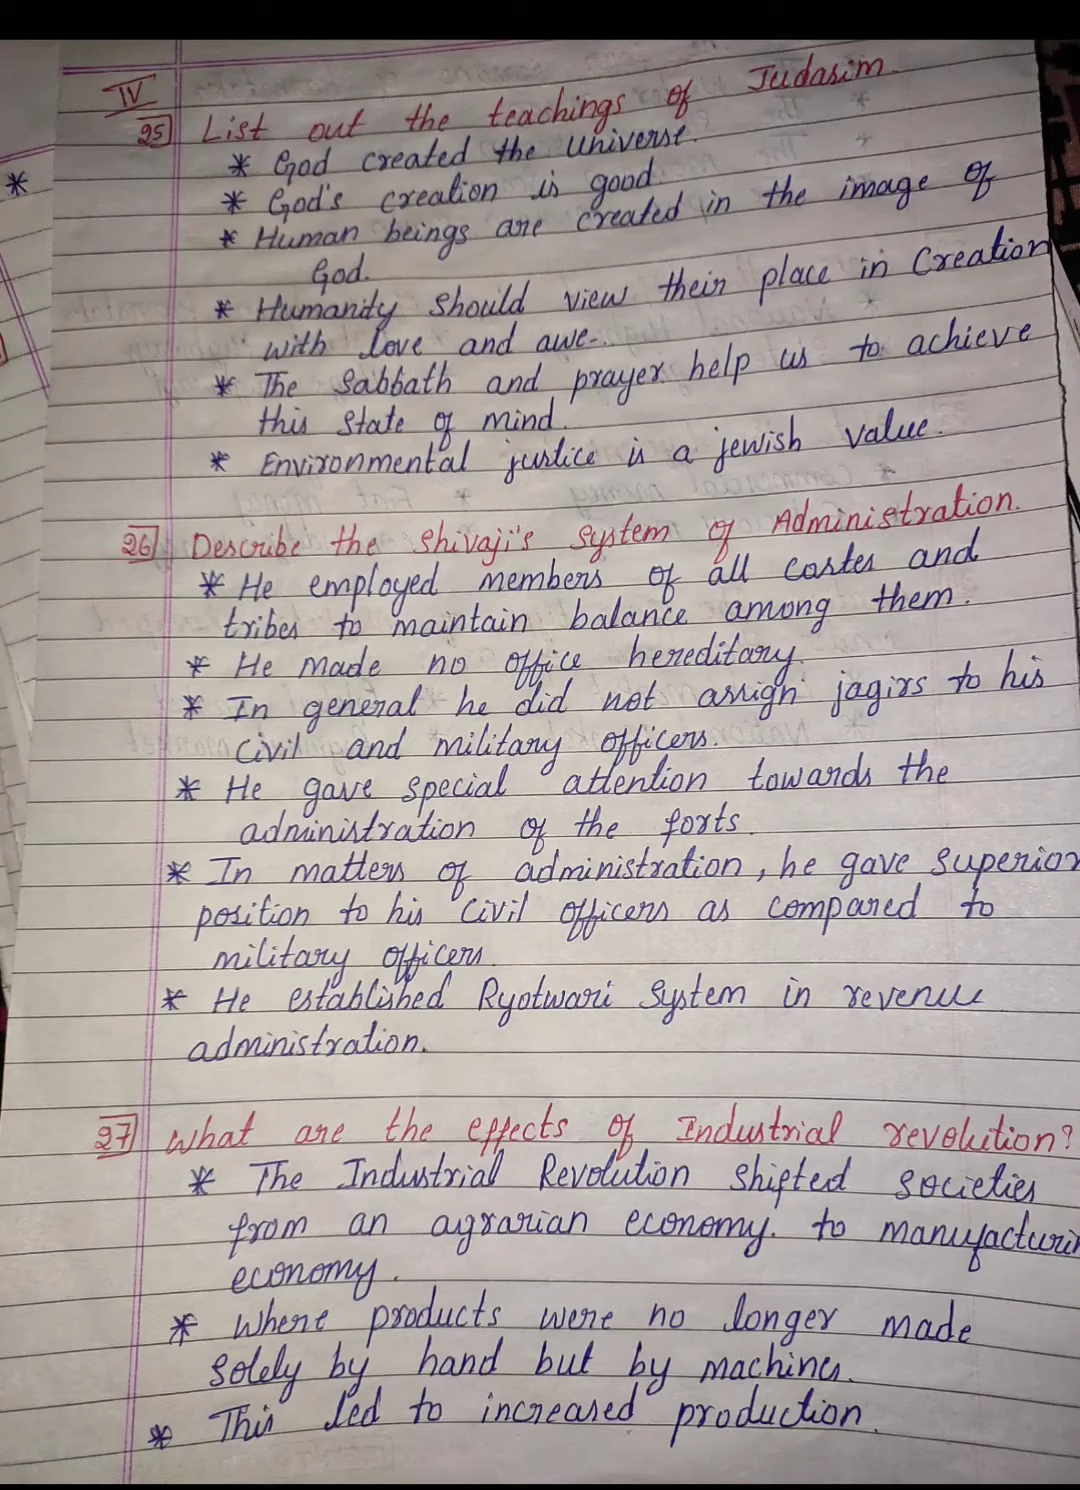 IV
25] List out the teachings of Judasim.
* God created the Universe.
* God's creation is good.
* Human beings are created in the image of
God.
* Humanity should view their place in Creation
with love and awe.
* The Sabbath and prayer help us to achieve
this state of mind.
* Environmental justice is a jewish value.
26] Describe the Shivaji's System of Administration.
* He employed members of all castes and
tribes to maintain balance among them.
* He made no office hereditary.
* In general he did not assign jagirs to his
Civil and military officers.
* He gave special attention towards the
administration of the forts.
* In matters of administration, he gave superior
position to his civil officers as compared to
military officers.
* He established Ryotwari System in revenue
administration.
27] What are the effects of Industrial revolution?
* The Industrial Revolution shifted societies
from an agrarian economy. to manufacturin
economy.
* Where products were no longer made
solely by hand but by machines.
* This led to increased production.